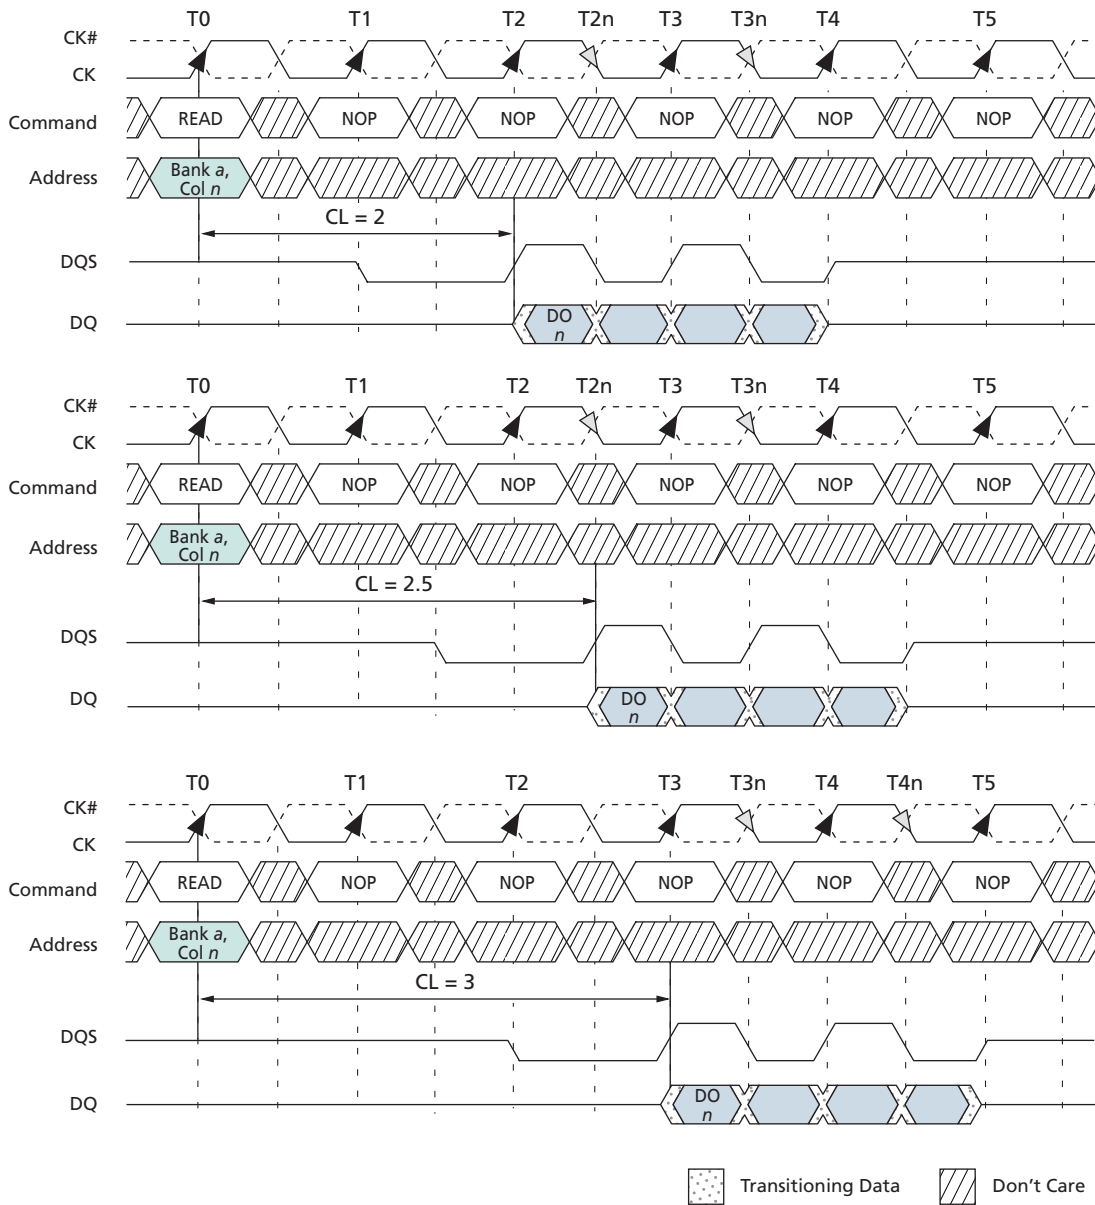 T0 T1 T2 T2n T3 T3n T4 T5
CK#
CK
Command READ NOP NOP NOP NOP NOP
Address Bank a,
Col n
CL = 2
DQS
DQ DO
n
T0 T1 T2 T2n T3 T3n T4 T5
CK#
CK
Command READ NOP NOP NOP NOP NOP
Address Bank a,
Col n
CL = 2.5
DQS
DQ DO
n
T0 T1 T2 T3 T3n T4 T4n T5
CK#
CK
Command READ NOP NOP NOP NOP NOP
Address Bank a,
Col n
CL = 3
DQS
DQ DO
n
Transitioning Data Don't Care